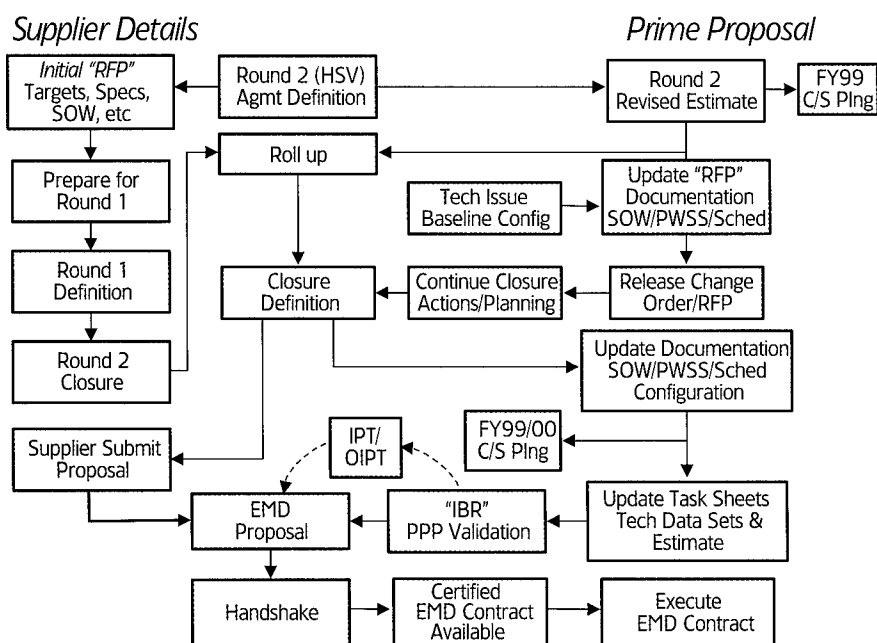 Supplier Details
Prime Proposal
Initial "RFP"
Targets, Specs,
SOW, etc
Round 2 (HSV)
Agmt Definition
Round 2
Revised Estimate
FY99
C/S Plng
Roll up
Prepare for
Round 1
Tech Issue
Baseline Config
Update "RFP"
Documentation
SOW/PWSS/Sched
Round 1
Definition
Closure
Definition
Continue Closure
Actions/Planning
Release Change
Order/RFP
Round 2
Closure
Update Documentation
SOW/PWSS/Sched
Configuration
Supplier Submit
Proposal
IPT/
OIPT
FY99/00
C/S Plng
EMD
Proposal
"IBR"
PPP Validation
Update Task Sheets
Tech Data Sets &
Estimate
Handshake
Certified
EMD Contract
Available
Execute
EMD Contract